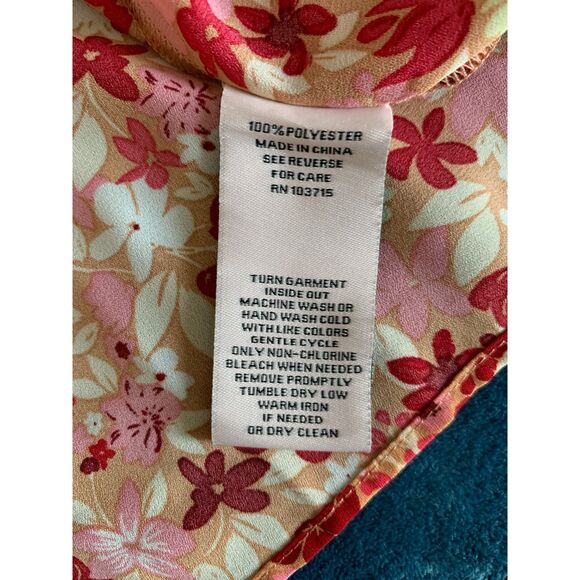 100% POLYESTER
MADE IN CHINA
SEE REVERSE
FOR CARE
RN 103715
TURN GARMENT
INSIDE OUT
MACHINE WASH OR
HAND WASH COLD
WITH LIKE COLORS
GENTLE CYCLE
ONLY NON-CHLORINE
BLEACH WHEN NEEDED
REMOVE PROMPTLY
TUMBLE DRY LOW
WARM IRON
IF NEEDED
OR DRY CLEAN